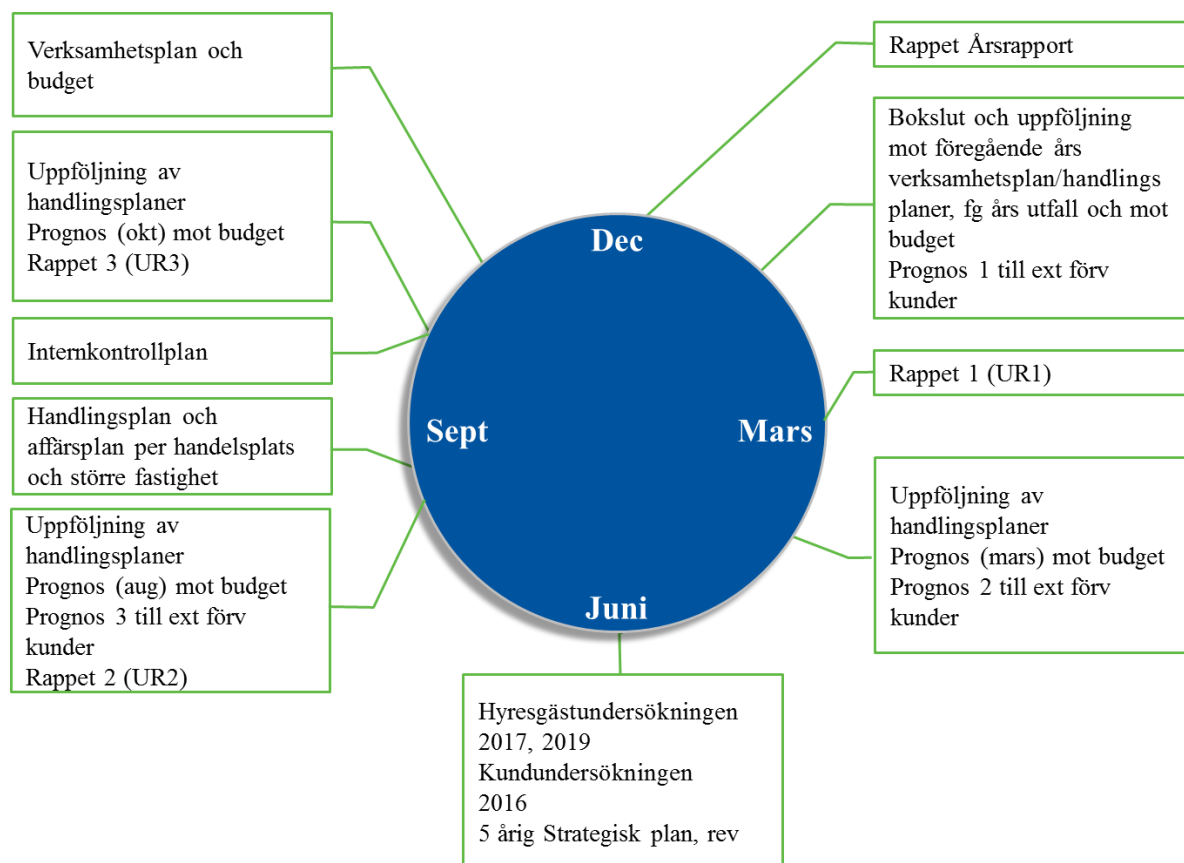 Verksamhetsplan och
budget
Uppföljning av
handlingsplaner
Prognos (okt) mot budget
Rappet 3 (UR3)
Internkontrollplan
Handlingsplan och
affärsplan per handelsplats
och större fastighet
Uppföljning av
handlingsplaner
Prognos (aug) mot budget
Prognos 3 till ext förv
kunder
Rappet 2 (UR2)
Dec
Sept
Mars
Juni
Rappet Årsrapport
Bokslut och uppföljning
mot föregående års
verksamhetsplan/handlings
planer, fg års utfall och mot
budget
Prognos 1 till ext förv
kunder
Rappet 1 (UR1)
Uppföljning av
handlingsplaner
Prognos (mars) mot budget
Prognos 2 till ext förv
kunder
Hyresgästundersökningen
2017, 2019
Kundundersökningen
2016
5 årig Strategisk plan, rev